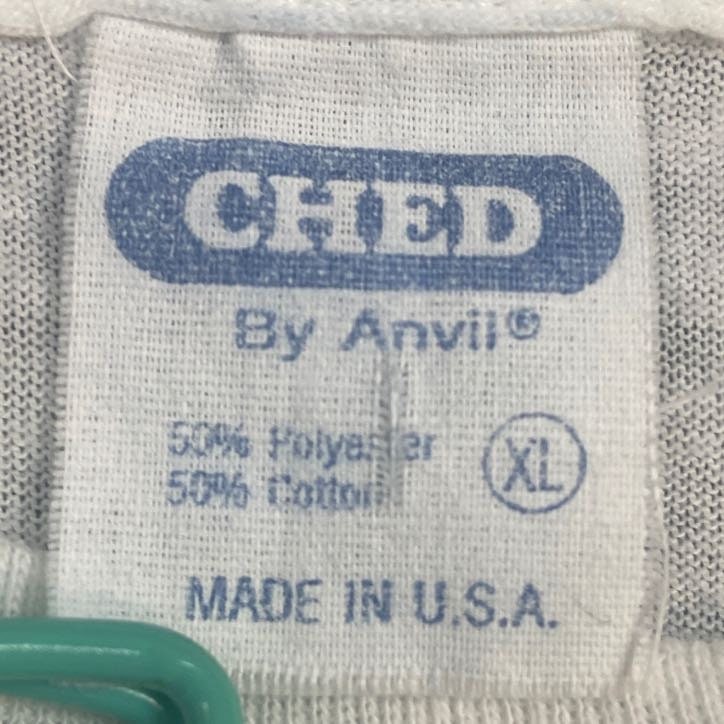 CHED
By Anvil®
50% Polyester
50% Cotton
XL
MADE IN U.S.A.